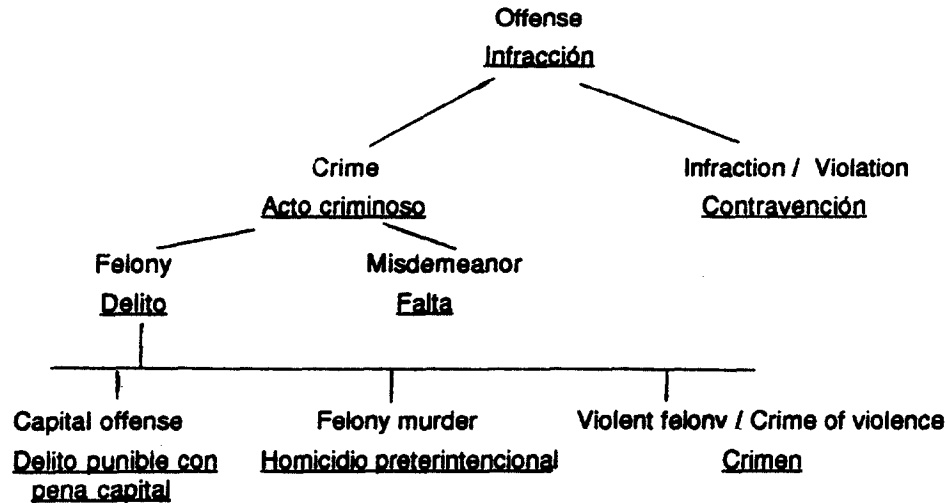 Offense
Infracción
Crime
Acto criminoso
Infraction / Violation
Contravención
Felony
Delito
Misdemeanor
Falta
Capital offense
Delito punible con
pena capital
Felony murder
Homicidio preterintencional
Violent felony / Crime of violence
Crimen